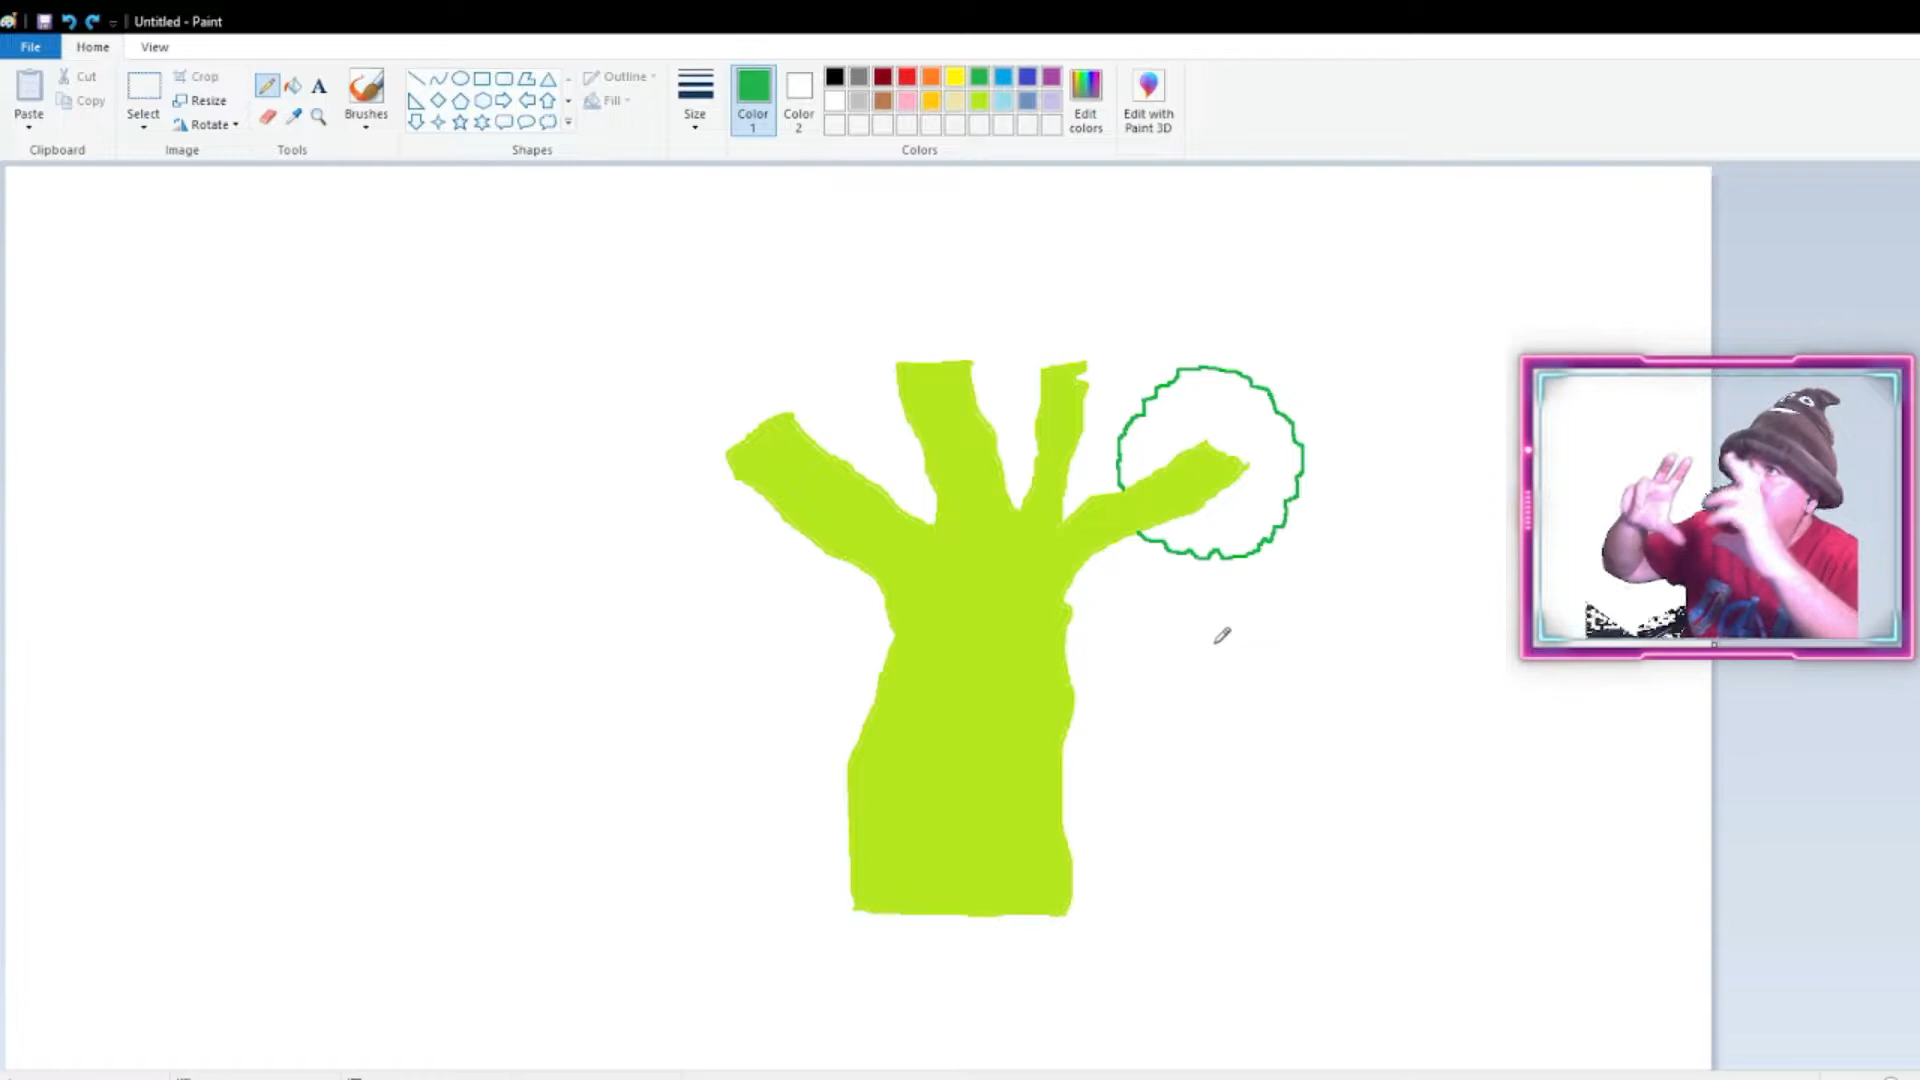 Untitled - Paint
File Home View
Paste
Cut
Copy
Clipboard
Select
Crop
Resize
Rotate
Image
A
Tools
Brushes
Shapes
Outline
Fill
Size
Color 1
Color 2
Colors
Edit colors
Edit with Paint 3D